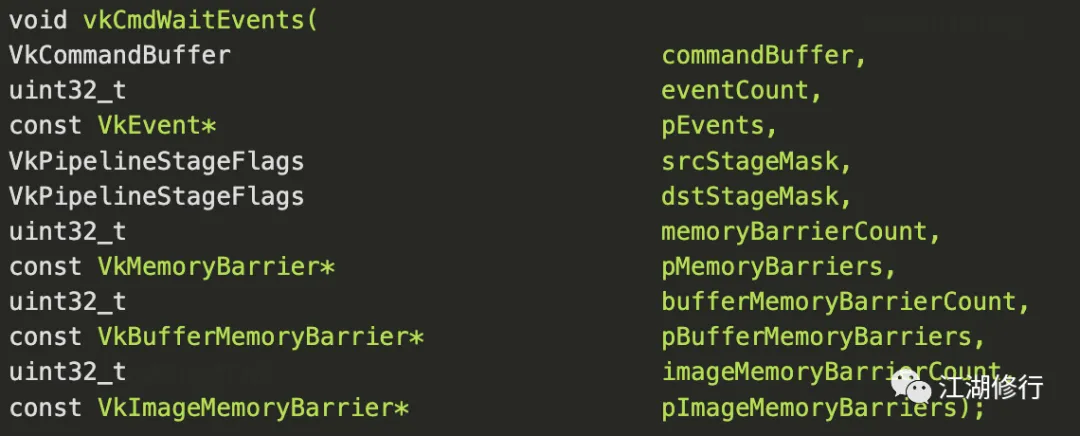 void vkCmdWaitEvents(
VkCommandBuffer commandBuffer,
uint32_t eventCount,
const VkEvent* pEvents,
VkPipelineStageFlags srcStageMask,
VkPipelineStageFlags dstStageMask,
uint32_t memoryBarrierCount,
const VkMemoryBarrier* pMemoryBarriers,
uint32_t bufferMemoryBarrierCount,
const VkBufferMemoryBarrier* pBufferMemoryBarriers,
uint32_t imageMemoryBarrierCount,
江湖修行
const VkImageMemoryBarrier* pImageMemoryBarriers);